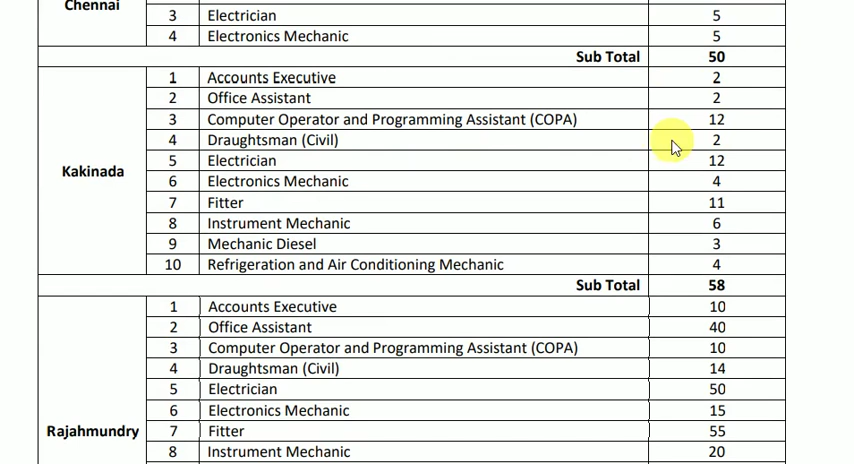 Chennai
3 Electrician 5
4 Electronics Mechanic 5
Sub Total 50
Kakinada
1 Accounts Executive 2
2 Office Assistant 2
3 Computer Operator and Programming Assistant (COPA) 12
4 Draughtsman (Civil) 2
5 Electrician 12
6 Electronics Mechanic 4
7 Fitter 11
8 Instrument Mechanic 6
9 Mechanic Diesel 3
10 Refrigeration and Air Conditioning Mechanic 4
Sub Total 58
Rajahmundry
1 Accounts Executive 10
2 Office Assistant 40
3 Computer Operator and Programming Assistant (COPA) 10
4 Draughtsman (Civil) 14
5 Electrician 50
6 Electronics Mechanic 15
7 Fitter 55
8 Instrument Mechanic 20